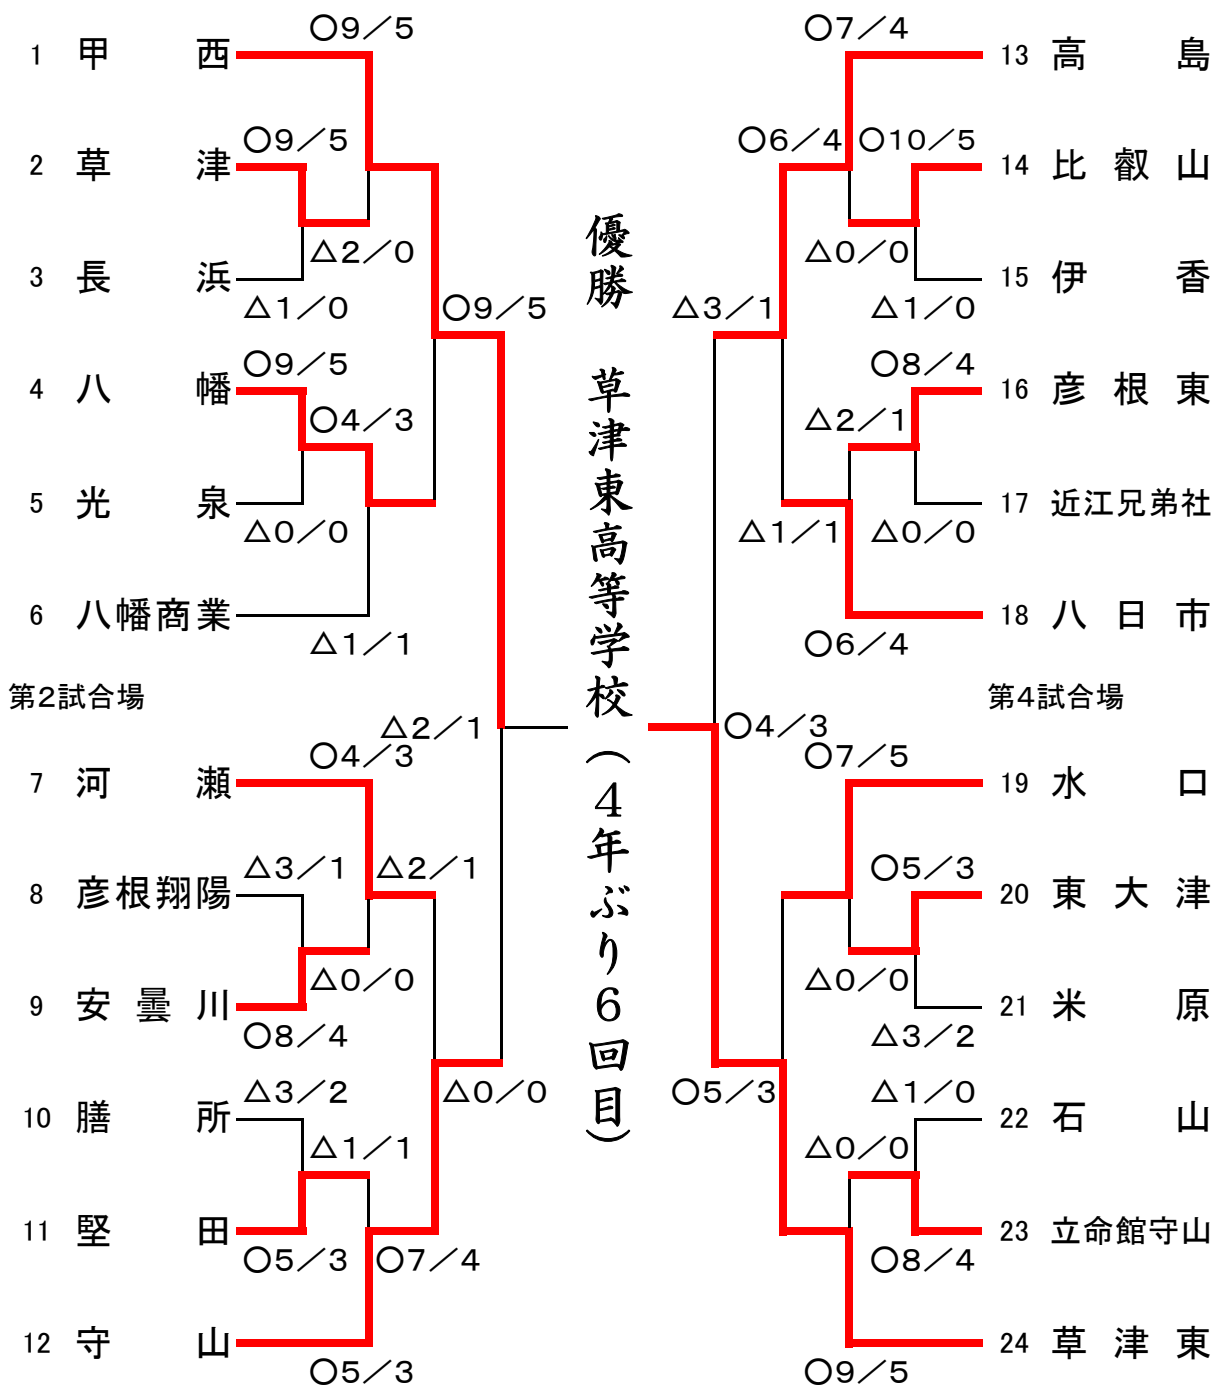 ○9／5
1 甲西
○9／5
2 草津
△2／0
3 長浜
△1／0
○9／5
○9／5
4 八幡
○4／3
5 光泉
△0／0
6 八幡商業
△1／1
第2試合場
△2／1
○4／3
7 河瀬
△3／1
△2／1
8 彦根翔陽
△0／0
9 安曇川
○8／4
△3／2
△0／0
10 膳所
△1／1
11 堅田
○5／3
○7／4
12 守山
○5／3
優勝 草津東高等学校（4年ぶり6回目）
○7／4
13 高島
○6／4
○10／5
14 比叡山
△0／0
15 伊香
△3／1
△1／0
○8／4
16 彦根東
△2／1
17 近江兄弟社
△1／1
△0／0
18 八日市
○6／4
第4試合場
○4／3
○7／5
19 水口
○5／3
20 東大津
△0／0
21 米原
△3／2
○5／3
△1／0
22 石山
△0／0
23 立命館守山
○8／4
24 草津東
○9／5